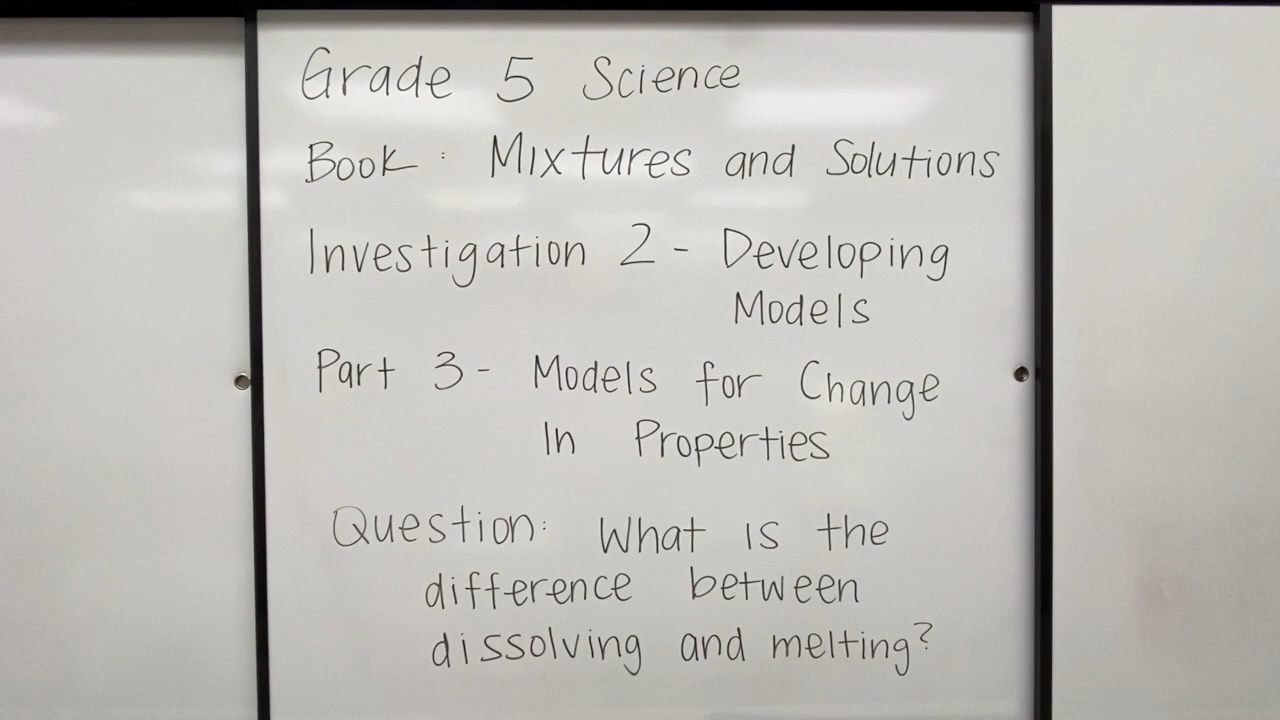 Grade 5 Science
Book: Mixtures and Solutions
Investigation 2 - Developing
Models
Part 3 - Models for Change
In Properties
Question: What is the
difference between
dissolving and melting?